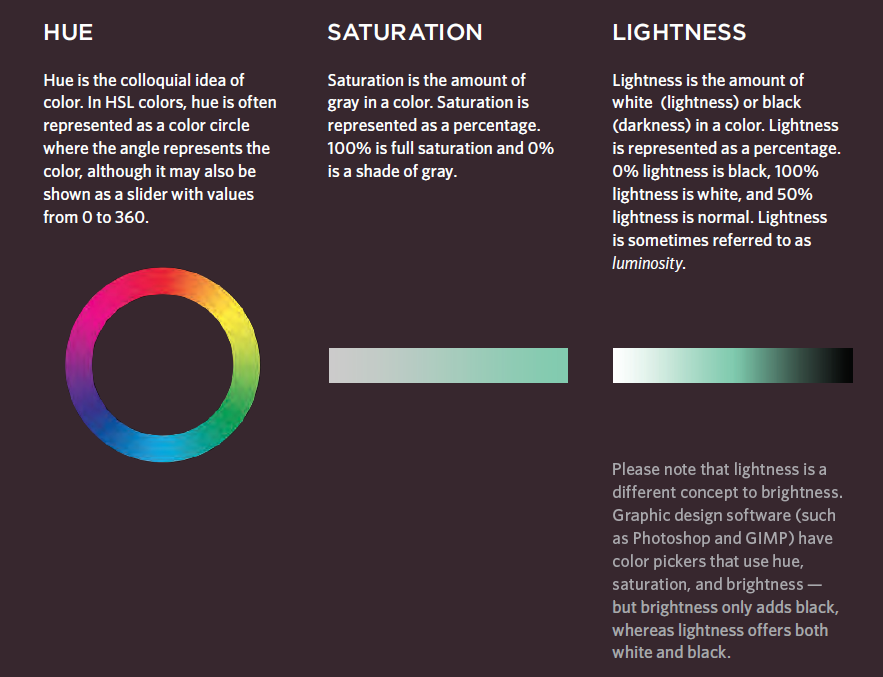 HUE
Hue is the colloquial idea of
color. In HSL colors, hue is often
represented as a color circle
where the angle represents the
color, although it may also be
shown as a slider with values
from 0 to 360.
SATURATION
Saturation is the amount of
gray in a color. Saturation is
represented as a percentage.
100% is full saturation and 0%
is a shade of gray.
LIGHTNESS
Lightness is the amount of
white (lightness) or black
(darkness) in a color. Lightness
is represented as a percentage.
0% lightness is black, 100%
lightness is white, and 50%
lightness is normal. Lightness
is sometimes referred to as
luminosity.
Please note that lightness is a
different concept to brightness.
Graphic design software (such
as Photoshop and GIMP) have
color pickers that use hue,
saturation, and brightness —
but brightness only adds black,
whereas lightness offers both
white and black.